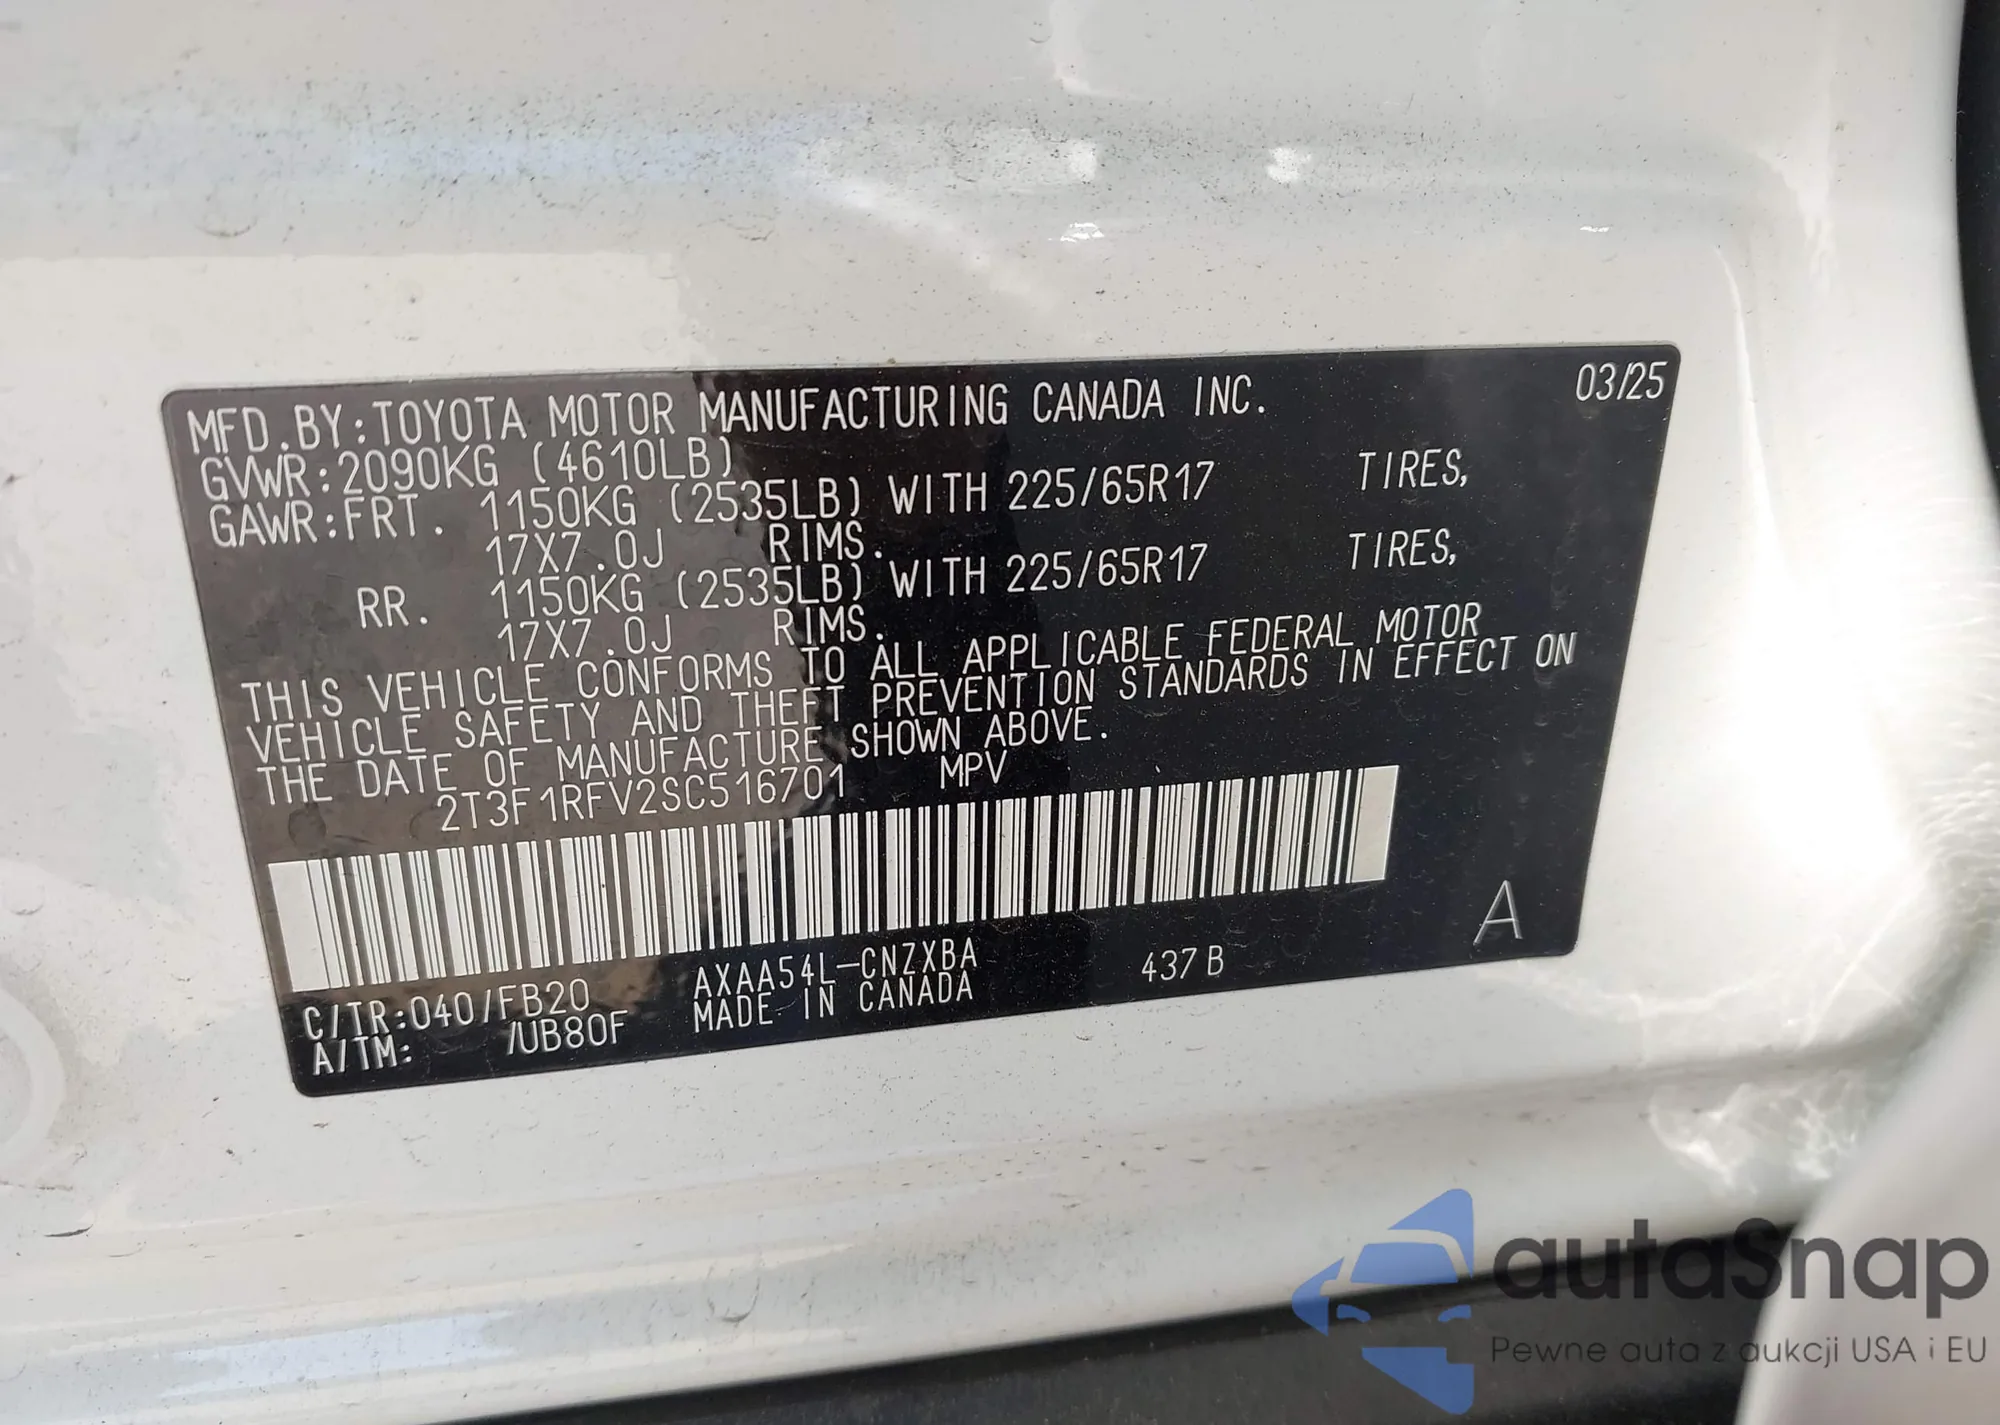 MFD.BY:TOYOTA MOTOR MANUFACTURING CANADA INC. 03/25
GVWR:2090KG (4610LB)
GAWR:FRT. 1150KG (2535LB) WITH 225/65R17 TIRES,
17X7.0J RIMS.
RR. 1150KG (2535LB) WITH 225/65R17 TIRES,
17X7.0J RIMS.
THIS VEHICLE CONFORMS TO ALL APPLICABLE FEDERAL MOTOR
VEHICLE SAFETY AND THEFT PREVENTION STANDARDS IN EFFECT ON
THE DATE OF MANUFACTURE SHOWN ABOVE.
2T3F1RFV2SC516701 MPV
A
C/TR:040/FB20 AXAA54L-CNZXBA 437B
A/TM: /UB80F MADE IN CANADA
autaSnap
Pewne auta z aukcji USA i EU